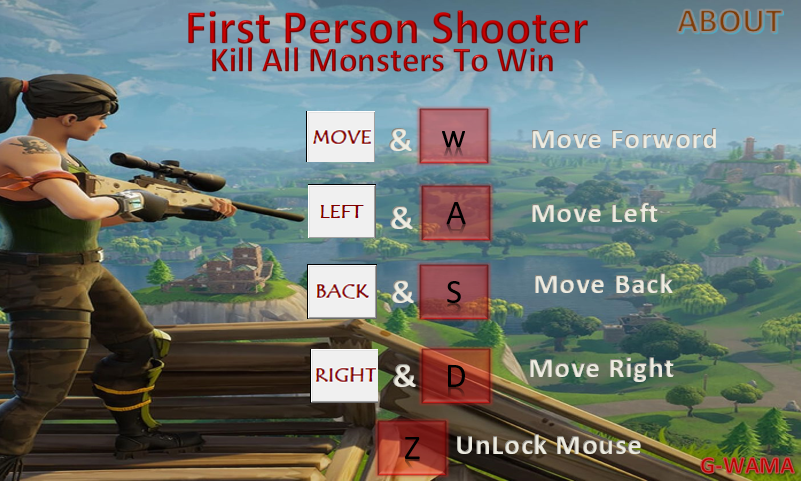 First Person Shooter
ABOUT
Kill All Monsters To Win
MOVE & W Move Forword
LEFT & A Move Left
BACK & S Move Back
RIGHT & D Move Right
Z UnLock Mouse
G-WAMA